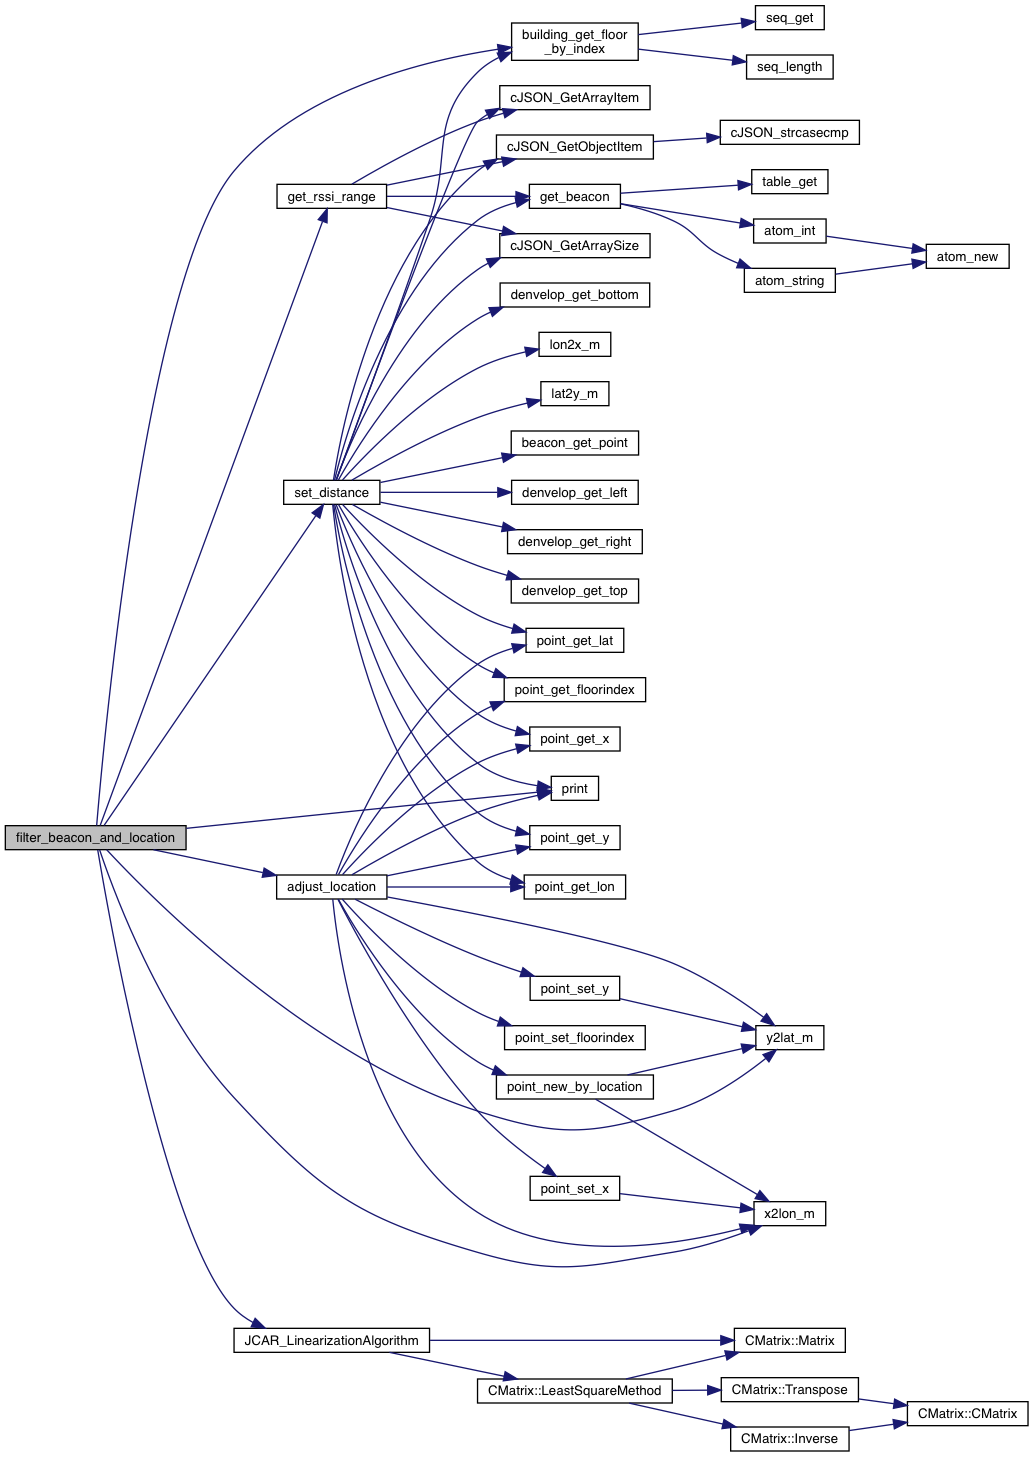 seq_get
building_get_floor
_by_index
seq_length
cJSON_GetArrayItem
cJSON_strcasecmp
cJSON_GetObjectItem
table_get
get_rssi_range
get_beacon
atom_int
cJSON_GetArraySize
atom_new
atom_string
denvelop_get_bottom
lon2x_m
lat2y_m
beacon_get_point
set_distance
denvelop_get_left
denvelop_get_right
denvelop_get_top
point_get_lat
point_get_floorindex
point_get_x
print
filter_beacon_and_location
point_get_y
adjust_location
point_get_lon
point_set_y
point_set_floorindex
y2lat_m
point_new_by_location
point_set_x
x2lon_m
JCAR_LinearizationAlgorithm
CMatrix::Matrix
CMatrix::LeastSquareMethod
CMatrix::Transpose
CMatrix::CMatrix
CMatrix::Inverse